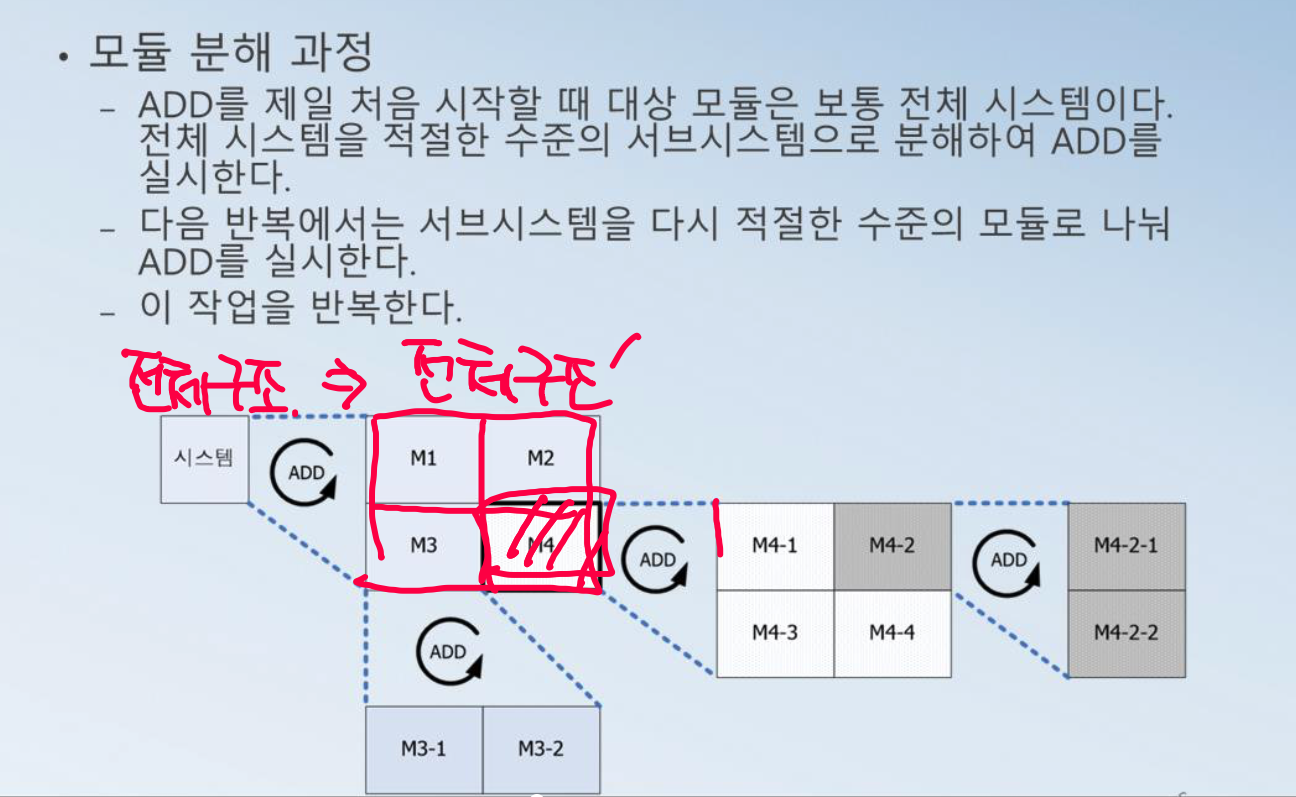 • 모듈 분해 과정
– ADD를 제일 처음 시작할 때 대상 모듈은 보통 전체 시스템이다.
전체 시스템을 적절한 수준의 서브시스템으로 분해하여 ADD를
실시한다.
– 다음 반복에서는 서브시스템을 다시 적절한 수준의 모듈로 나눠
ADD를 실시한다.
– 이 작업을 반복한다.
전체구조. ⇒ 전체구조′
시스템
ADD
M1
M2
M3
M4
ADD
M4-1
M4-2
M4-3
M4-4
ADD
M4-2-1
M4-2-2
ADD
M3-1
M3-2